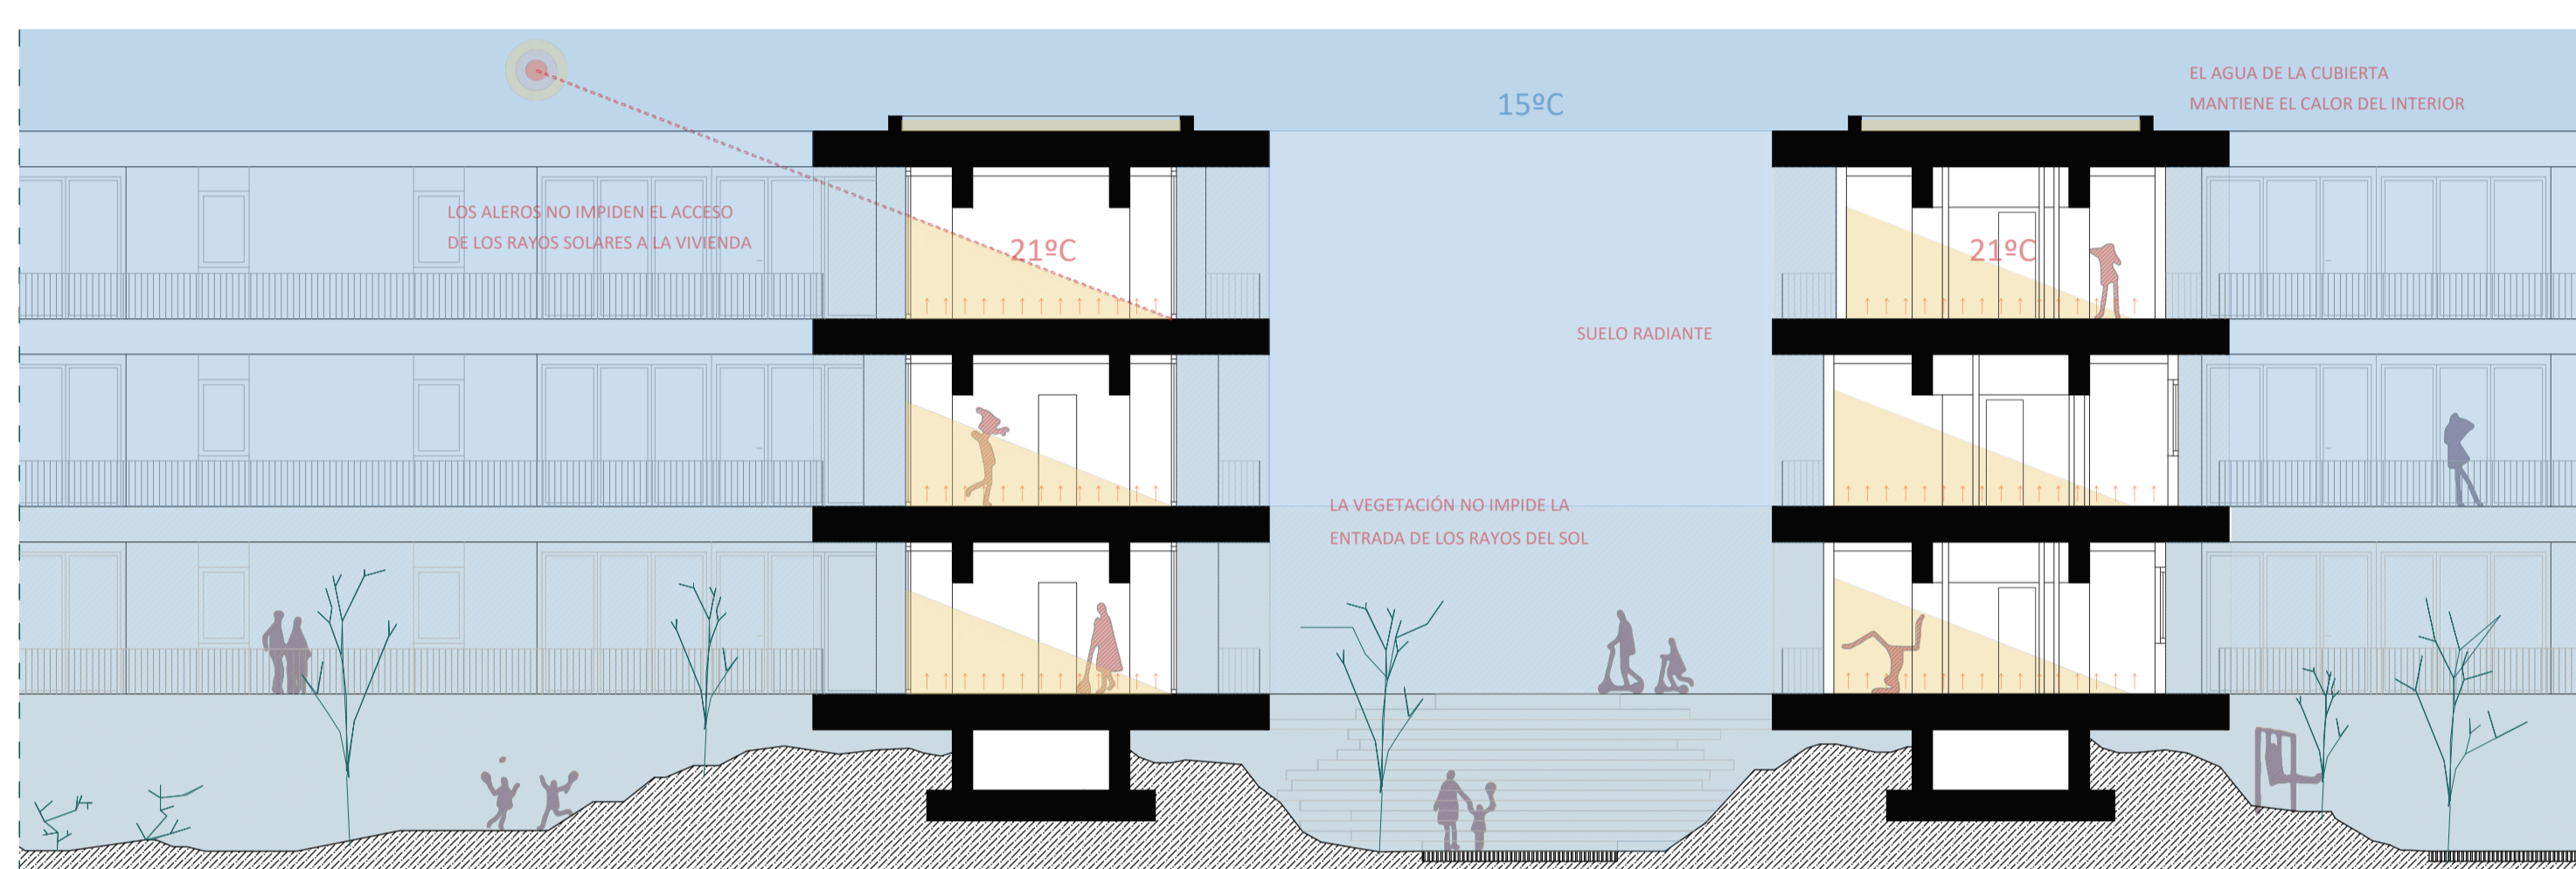 EL AGUA DE LA CUBIERTA
MANTIENE EL CALOR DEL INTERIOR
15ºC
LOS ALEROS NO IMPIDEN EL ACCESO
DE LOS RAYOS SOLARES A LA VIVIENDA
21ºC
21ºC
SUELO RADIANTE
LA VEGETACIÓN NO IMPIDE LA
ENTRADA DE LOS RAYOS DEL SOL